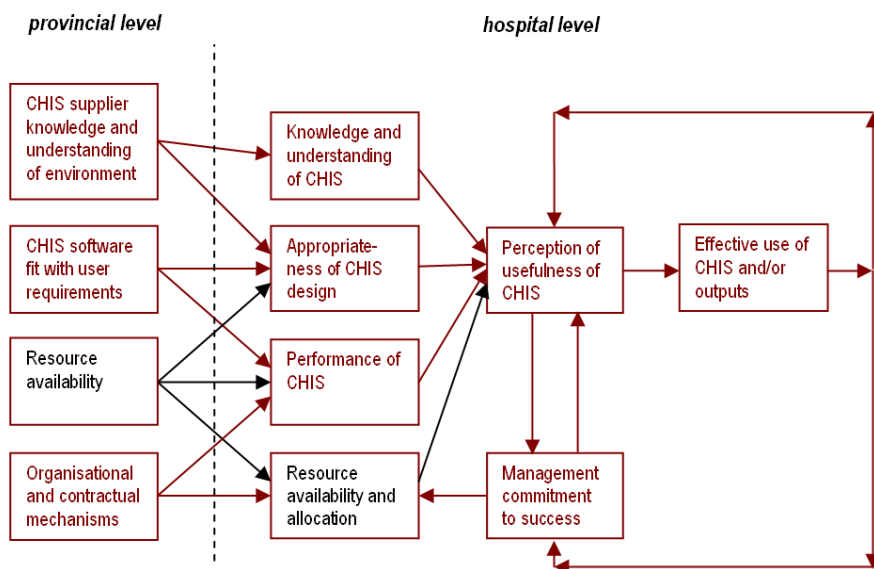 provincial level
hospital level
CHIS supplier
knowledge and
understanding
of environment
Knowledge and
understanding
of CHIS
CHIS software
fit with user
requirements
Appropriate-
ness of CHIS
design
Perception of
usefulness of
CHIS
Effective use of
CHIS and/or
outputs
Resource
availability
Performance of
CHIS
Organisational
and contractual
mechanisms
Resource
availability and
allocation
Management
commitment
to success